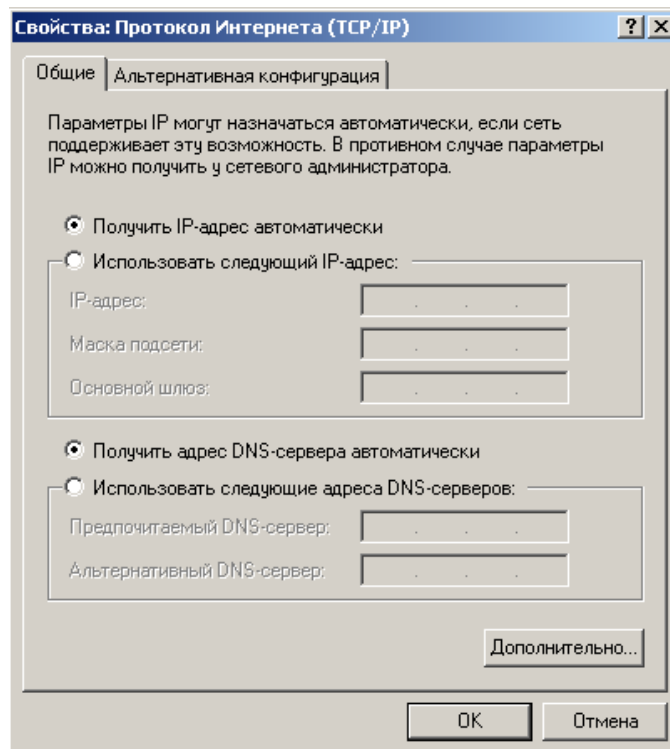 Свойства: Протокол Интернета (TCP/IP)
Общие
Альтернативная конфигурация
Параметры IP могут назначаться автоматически, если сеть
поддерживает эту возможность. В противном случае параметры
IP можно получить у сетевого администратора.
Получить IP-адрес автоматически
Использовать следующий IP-адрес:
IP-адрес:
Маска подсети:
Основной шлюз:
Получить адрес DNS-сервера автоматически
Использовать следующие адреса DNS-серверов:
Предпочитаемый DNS-сервер:
Альтернативный DNS-сервер:
Дополнительно...
OK
Отмена